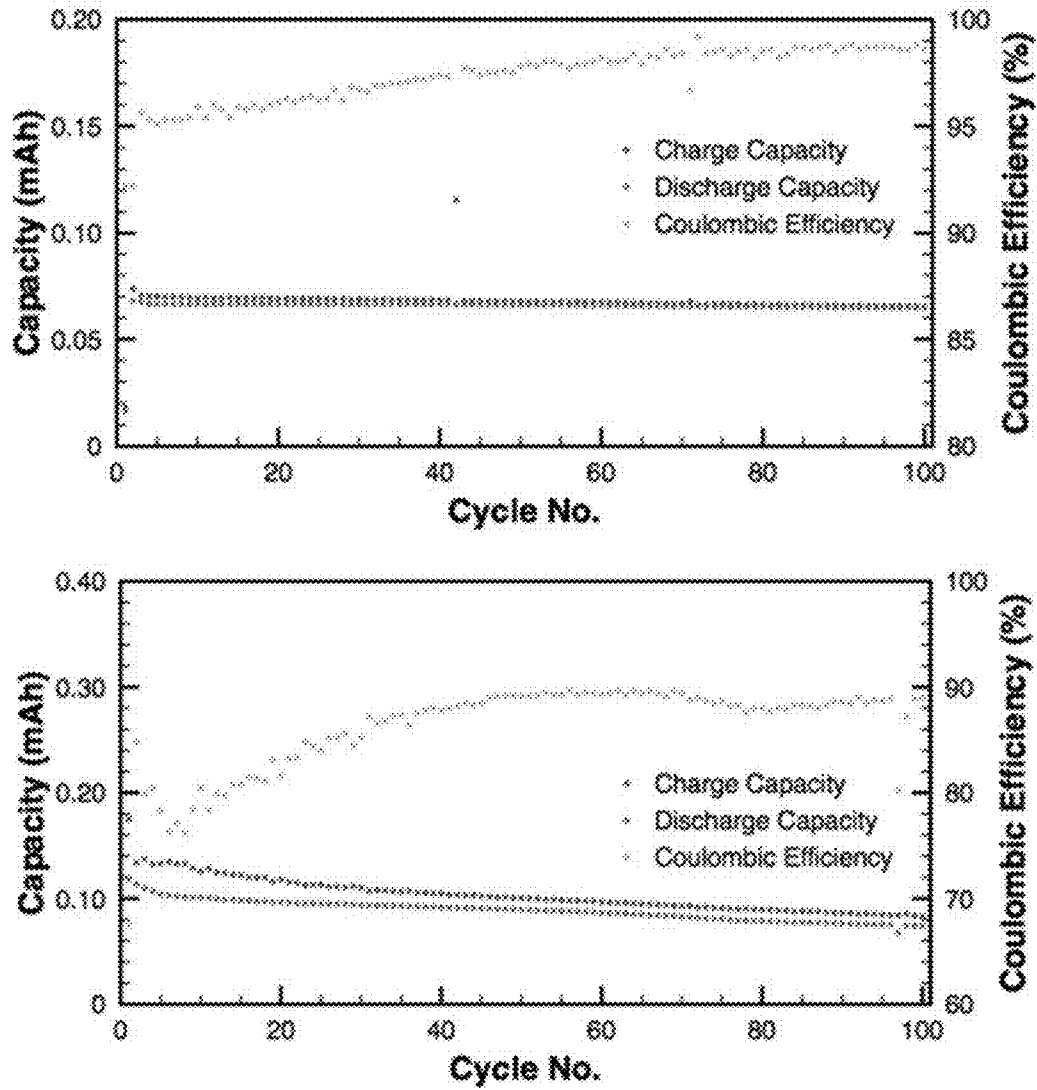 0.20
0.15
0.10
0.05
0
Capacity (mAh)
100
95
90
85
80
Coulombic Efficiency (%)
Charge Capacity
Discharge Capacity
Coulombic Efficiency
0 20 40 60 80 100
Cycle No.
0.40
0.30
0.20
0.10
0
Capacity (mAh)
100
90
80
70
60
Coulombic Efficiency (%)
Charge Capacity
Discharge Capacity
Coulombic Efficiency
0 20 40 60 80 100
Cycle No.